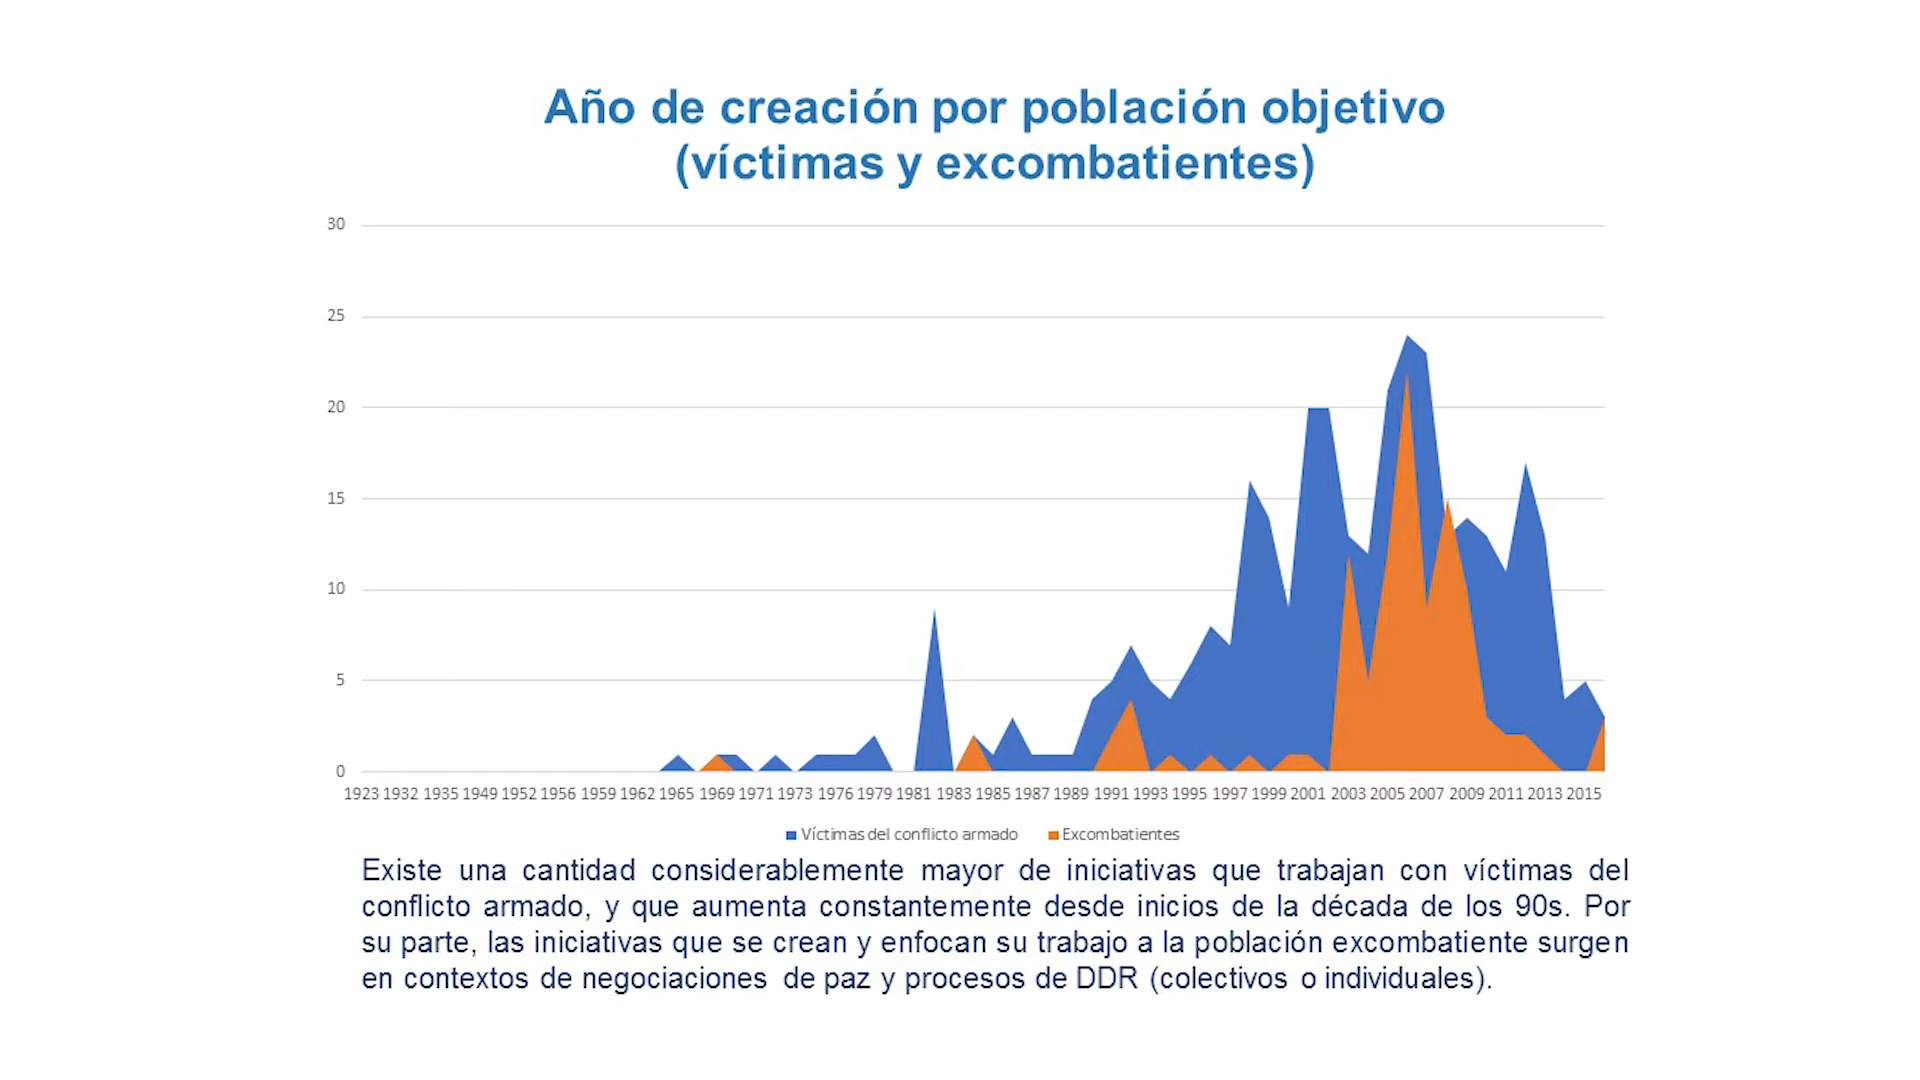 Año de creación por población objetivo
(víctimas y excombatientes)
30
25
20
15
10
5
0
1923 1932 1935 1949 1952 1956 1959 1962 1965 1969 1971 1973 1976 1979 1981 1983 1985 1987 1989 1991 1993 1995 1997 1999 2001 2003 2005 2007 2009 2011 2013 2015
Víctimas del conflicto armado Excombatientes
Existe una cantidad considerablemente mayor de iniciativas que trabajan con víctimas del
conflicto armado, y que aumenta constantemente desde inicios de la década de los 90s. Por
su parte, las iniciativas que se crean y enfocan su trabajo a la población excombatiente surgen
en contextos de negociaciones de paz y procesos de DDR (colectivos o individuales).